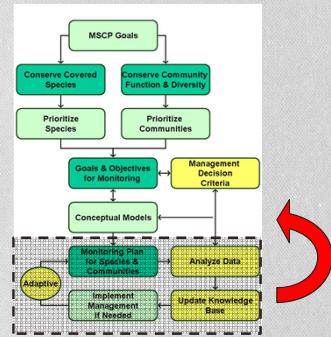 MSCP Goals
Conserve Covered
Species
Conserve Community
Function & Diversity
Prioritize
Species
Prioritize
Communities
Goals & Objectives
for Monitoring
Management
Decision
Criteria
Conceptual Models
Monitoring Plan
for Species &
Communities
Analyze Data
Adaptive
Implement
Management
If Needed
Update Knowledge
Base